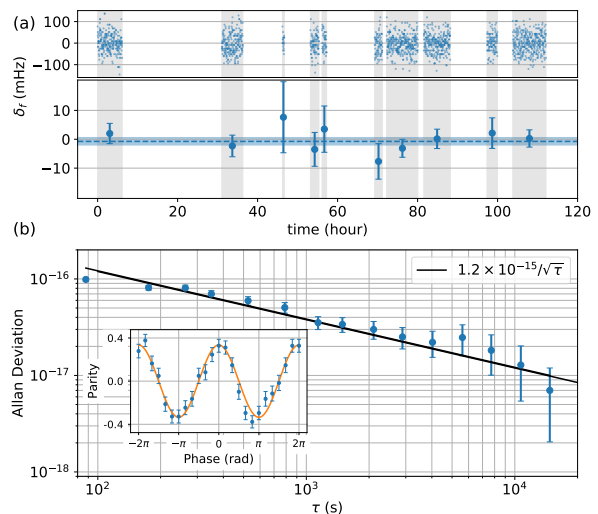 (a)
100
0
−100
10
0
−10
δf (mHz)
0 20 40 60 80 100 120
time (hour)
(b)
1.2 × 10⁻¹⁵/√τ
10⁻¹⁶
10⁻¹⁷
10⁻¹⁸
Allan Deviation
0.4
0.0
-0.4
Parity
−2π −π 0 π 2π
Phase (rad)
10² 10³ 10⁴
τ (s)